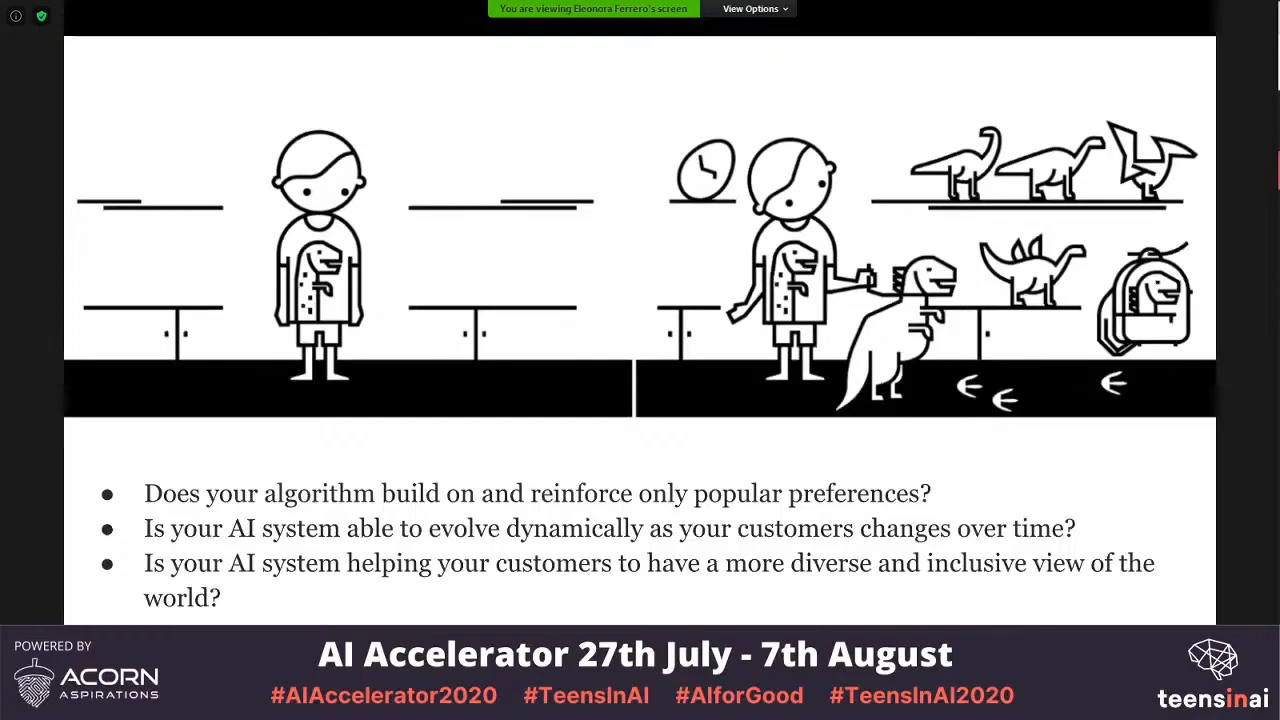 You are viewing Eleonora Ferrero's screen
View Options
● Does your algorithm build on and reinforce only popular preferences?
● Is your AI system able to evolve dynamically as your customers changes over time?
● Is your AI system helping your customers to have a more diverse and inclusive view of the
world?
POWERED BY
ACORN
ASPIRATIONS
AI Accelerator 27th July - 7th August
#AIAccelerator2020 #TeensInAI #AIforGood #TeensInAI2020
teensinai